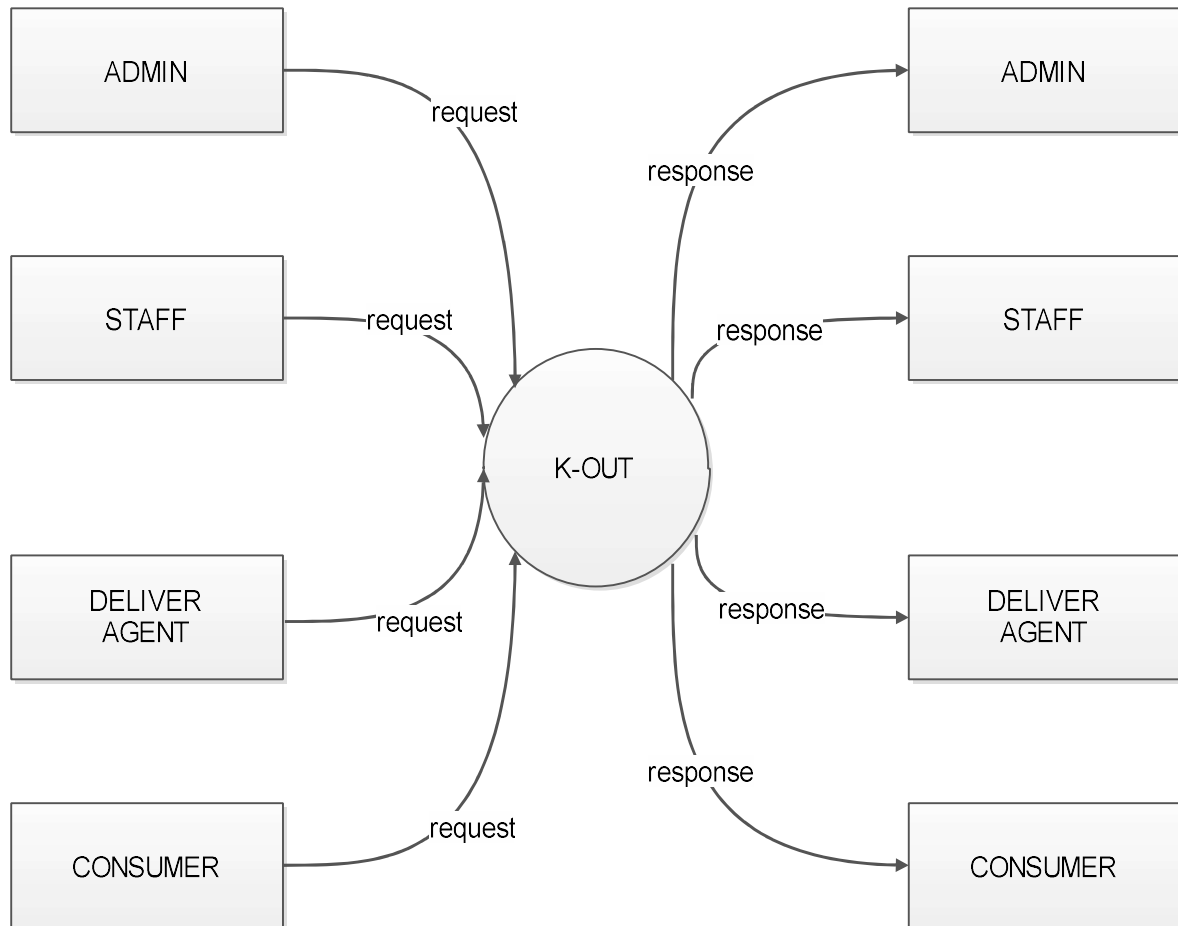 ADMIN
request
STAFF
request
DELIVER
AGENT
request
CONSUMER
request
K-OUT
response
ADMIN
response
STAFF
response
DELIVER
AGENT
response
CONSUMER